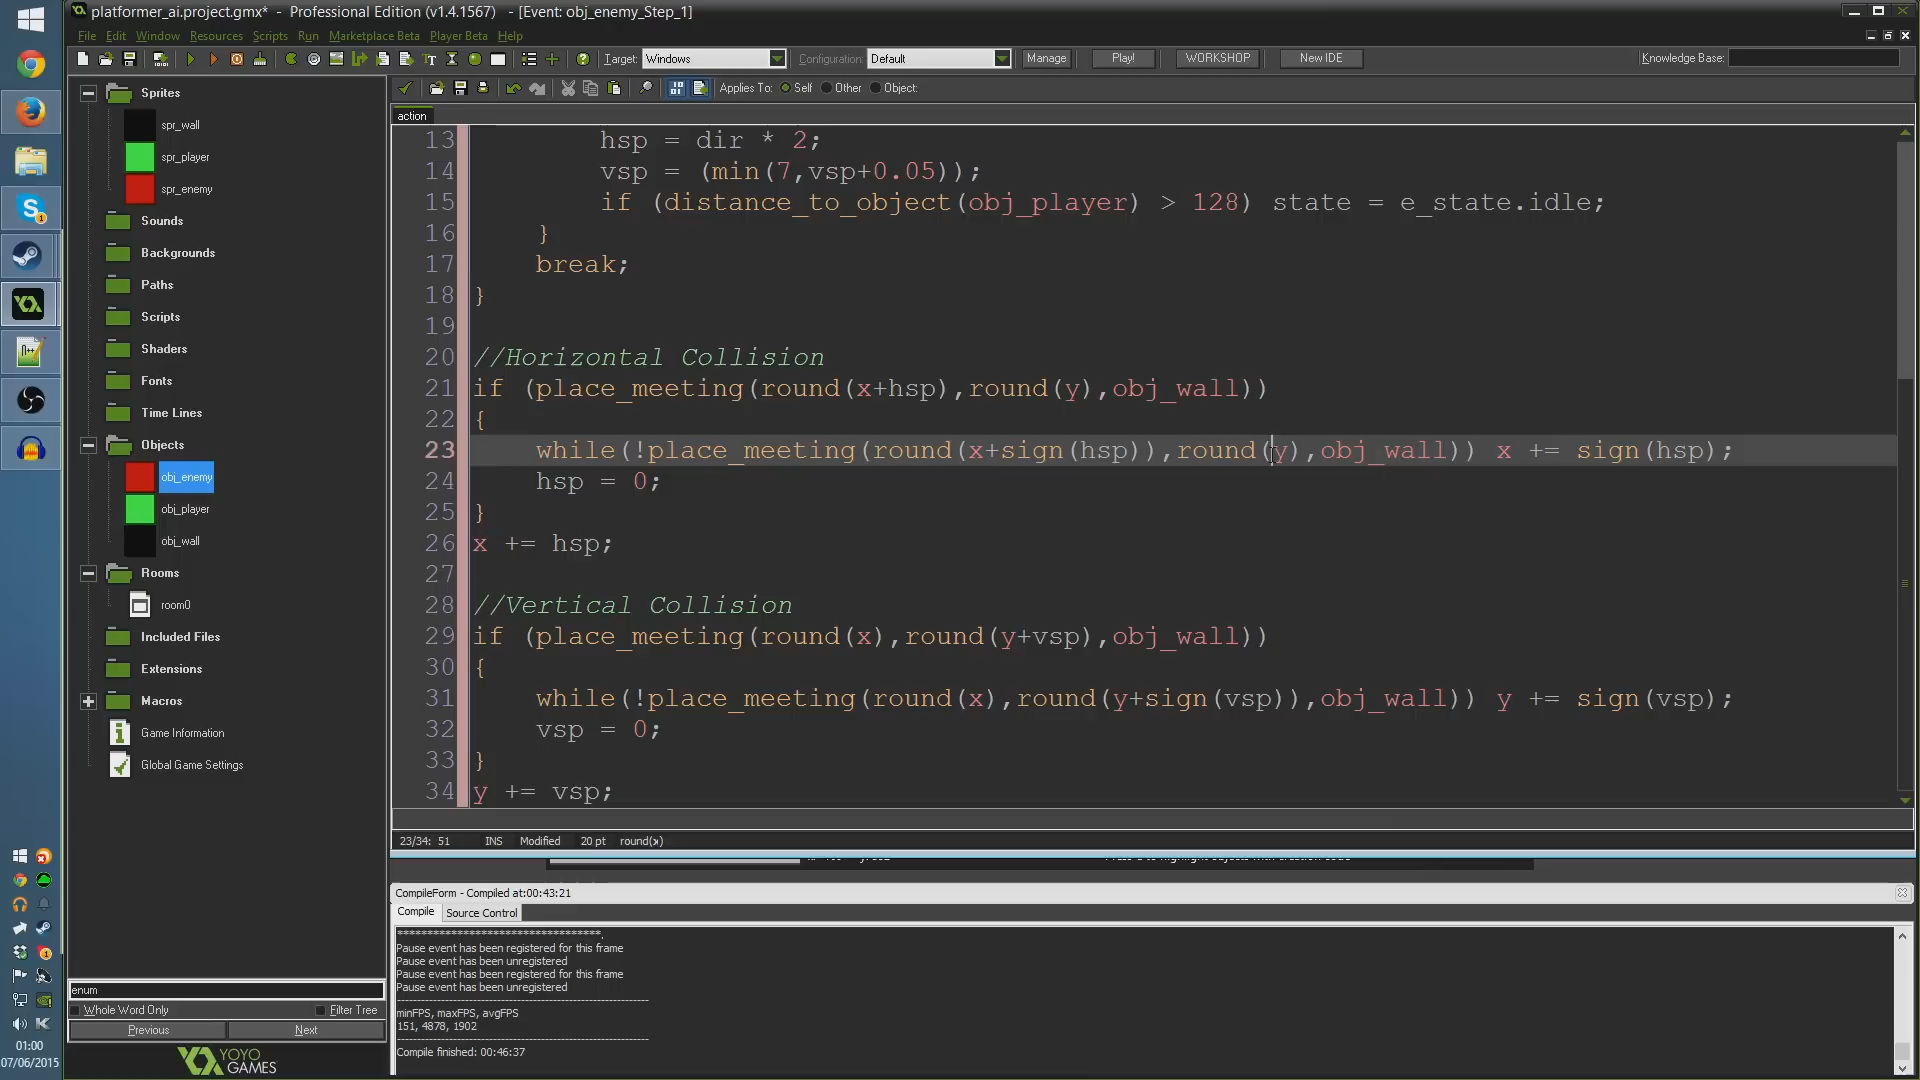 platformer_ai.project.gmx* - Professional Edition (v1.4.1567) - [Event: obj_enemy_Step_1]
File Edit Window Resources Scripts Run Marketplace Beta Player Beta Help
Target: Windows Configuration: Default Manage Play! WORKSHOP New IDE Knowledge Base:
Applies To: Self Other Object:
action
Sprites
spr_wall
spr_player
spr_enemy
Sounds
Backgrounds
Paths
Scripts
Shaders
Fonts
Time Lines
Objects
obj_enemy
obj_player
obj_wall
Rooms
room0
Included Files
Extensions
Macros
Game Information
Global Game Settings
enum
Whole Word Only Filter Tree
Previous Next
YOYO
GAMES
13 hsp = dir * 2;
14 vsp = (min(7,vsp+0.05));
15 if (distance_to_object(obj_player) > 128) state = e_state.idle;
16 }
17 break;
18 }
19
20 //Horizontal Collision
21 if (place_meeting(round(x+hsp),round(y),obj_wall))
22 {
23 while(!place_meeting(round(x+sign(hsp)),round(y),obj_wall)) x += sign(hsp);
24 hsp = 0;
25 }
26 x += hsp;
27
28 //Vertical Collision
29 if (place_meeting(round(x),round(y+vsp),obj_wall))
30 {
31 while(!place_meeting(round(x),round(y+sign(vsp)),obj_wall)) y += sign(vsp);
32 vsp = 0;
33 }
34 y += vsp;
23/34: 51 INS Modified 20 pt round(x)
CompileForm - Compiled at:00:43:21
Compile Source Control
***********************************.
Pause event has been registered for this frame
Pause event has been unregistered
Pause event has been registered for this frame
Pause event has been unregistered
minFPS, maxFPS, avgFPS
151, 4878, 1902
Compile finished: 00:46:37
01:00
07/06/2015